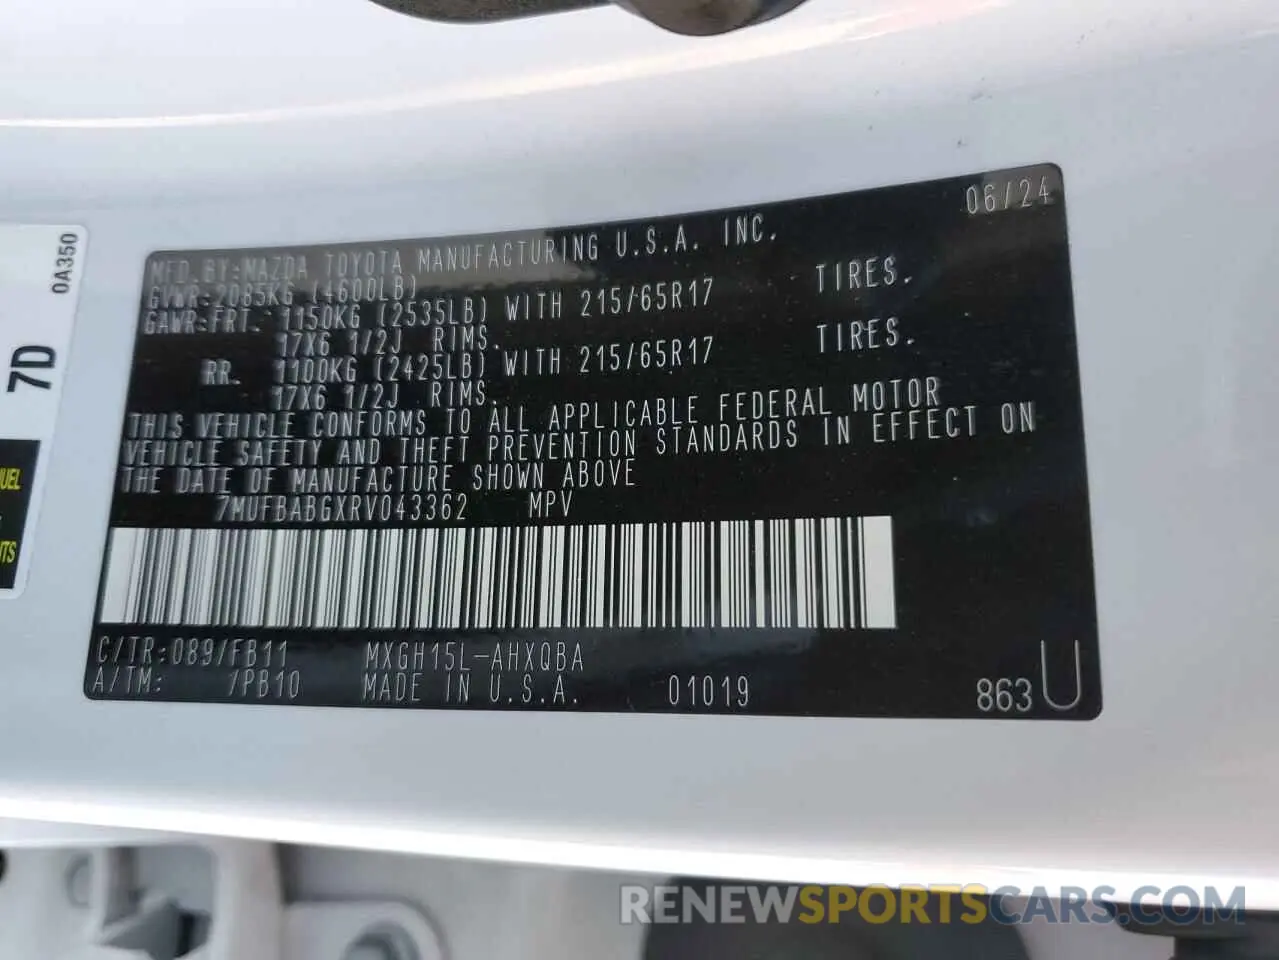 06/24
MFD.BY:MAZDA TOYOTA MANUFACTURING U.S.A. INC.
GVWR:2085KG (4600LB)
GAWR:FRT. 1150KG (2535LB) WITH 215/65R17 TIRES.
17X6 1/2J RIMS.
RR. 1100KG (2425LB) WITH 215/65R17 TIRES.
17X6 1/2J RIMS.
THIS VEHICLE CONFORMS TO ALL APPLICABLE FEDERAL MOTOR
VEHICLE SAFETY AND THEFT PREVENTION STANDARDS IN EFFECT ON
THE DATE OF MANUFACTURE SHOWN ABOVE
7MUFBABGXRV043362 MPV
C/TR:089/FB11 MXGH15L-AHXQBA
A/TM: /PB10 MADE IN U.S.A. 01019 863 U
0A350
7D
UEL
ITS
RENEWSPORTSCARS.COM